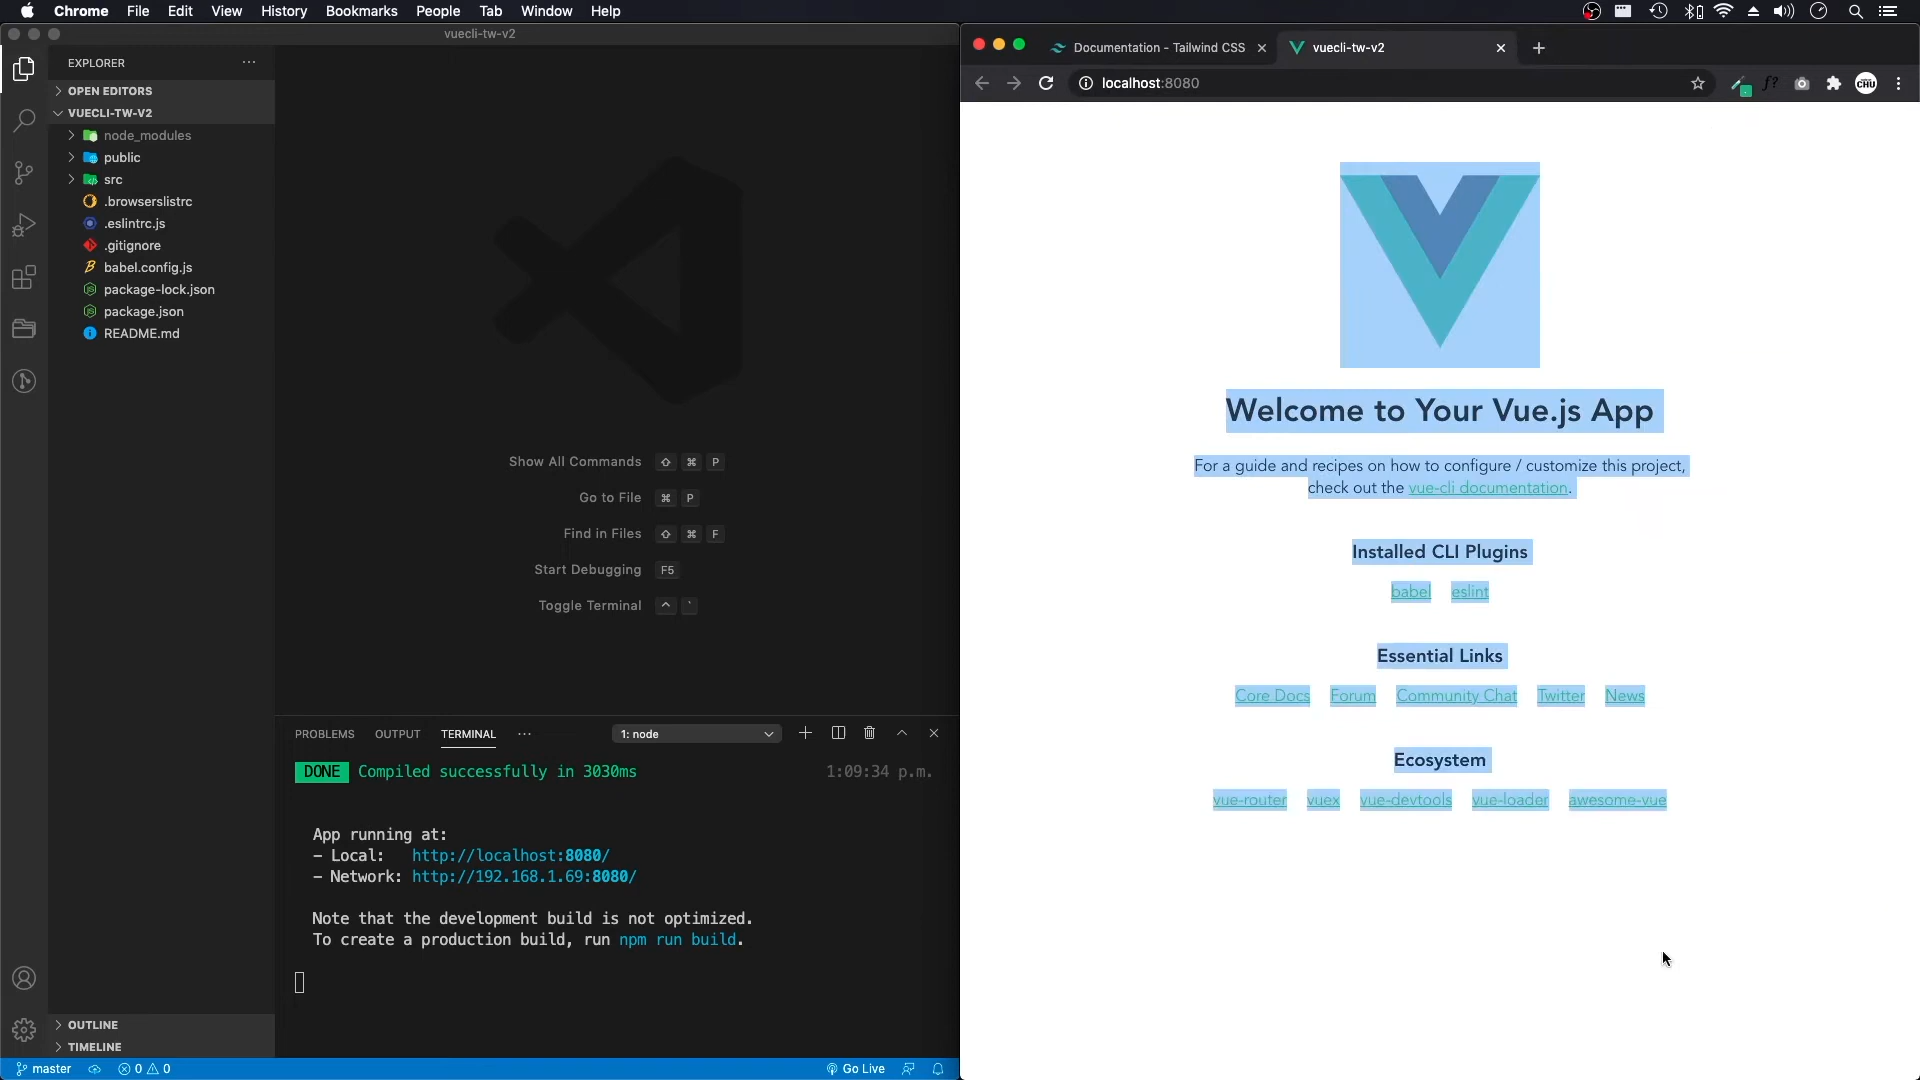 Chrome File Edit View History Bookmarks People Tab Window Help
vuecli-tw-v2
EXPLORER
OPEN EDITORS
VUECLI-TW-V2
node_modules
public
src
.browserslistrc
.eslintrc.js
.gitignore
babel.config.js
package-lock.json
package.json
README.md
OUTLINE
TIMELINE
Show All Commands ⇧ ⌘ P
Go to File ⌘ P
Find in Files ⇧ ⌘ F
Start Debugging F5
Toggle Terminal ^ `
PROBLEMS OUTPUT TERMINAL ··· 1: node
DONE Compiled successfully in 3030ms 1:09:34 p.m.
App running at:
- Local: http://localhost:8080/
- Network: http://192.168.1.69:8080/
Note that the development build is not optimized.
To create a production build, run npm run build.
master 0 0 Go Live
Documentation - Tailwind CSS
vuecli-tw-v2
localhost:8080
f?
CHU
Welcome to Your Vue.js App
For a guide and recipes on how to configure / customize this project,
check out the vue-cli documentation.
Installed CLI Plugins
babel eslint
Essential Links
Core Docs Forum Community Chat Twitter News
Ecosystem
vue-router vuex vue-devtools vue-loader awesome-vue